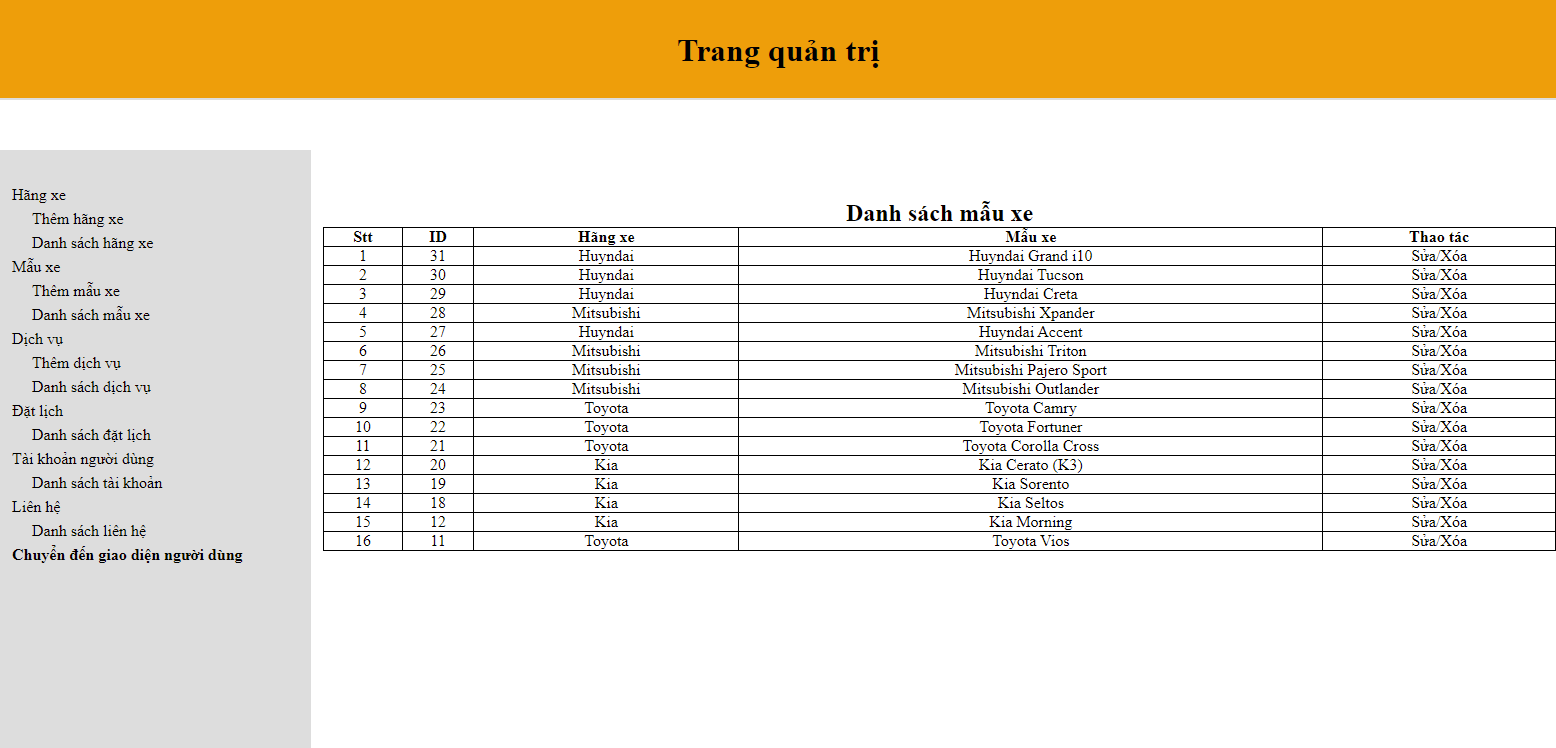 Trang quản trị
Hãng xe
Thêm hãng xe
Danh sách hãng xe
Mẫu xe
Thêm mẫu xe
Danh sách mẫu xe
Dịch vụ
Thêm dịch vụ
Danh sách dịch vụ
Đặt lịch
Danh sách đặt lịch
Tài khoản người dùng
Danh sách tài khoản
Liên hệ
Danh sách liên hệ
Chuyển đến giao diện người dùng
Danh sách mẫu xe
Stt ID Hãng xe Mẫu xe Thao tác
1 31 Huyndai Huyndai Grand i10 Sửa/Xóa
2 30 Huyndai Huyndai Tucson Sửa/Xóa
3 29 Huyndai Huyndai Creta Sửa/Xóa
4 28 Mitsubishi Mitsubishi Xpander Sửa/Xóa
5 27 Huyndai Huyndai Accent Sửa/Xóa
6 26 Mitsubishi Mitsubishi Triton Sửa/Xóa
7 25 Mitsubishi Mitsubishi Pajero Sport Sửa/Xóa
8 24 Mitsubishi Mitsubishi Outlander Sửa/Xóa
9 23 Toyota Toyota Camry Sửa/Xóa
10 22 Toyota Toyota Fortuner Sửa/Xóa
11 21 Toyota Toyota Corolla Cross Sửa/Xóa
12 20 Kia Kia Cerato (K3) Sửa/Xóa
13 19 Kia Kia Sorento Sửa/Xóa
14 18 Kia Kia Seltos Sửa/Xóa
15 12 Kia Kia Morning Sửa/Xóa
16 11 Toyota Toyota Vios Sửa/Xóa